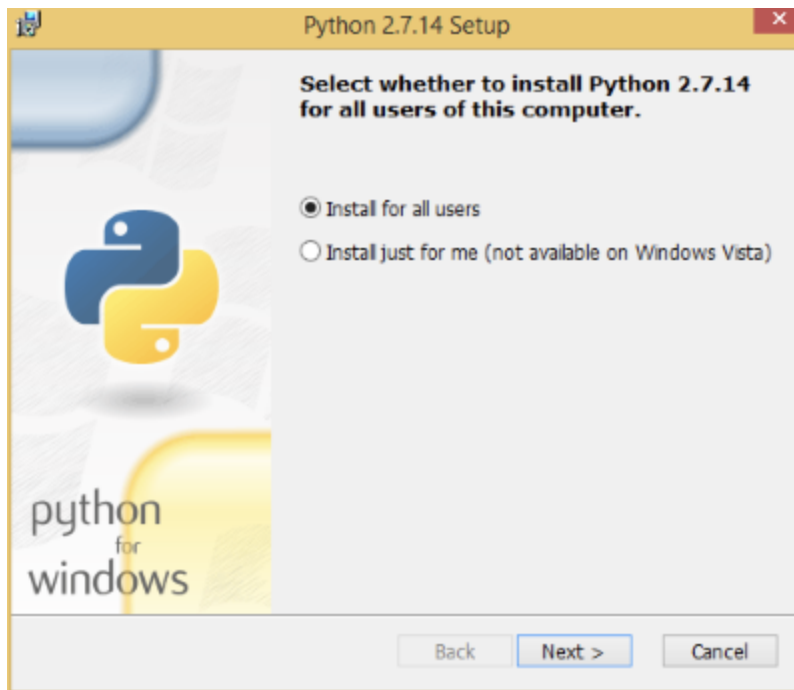 Python 2.7.14 Setup
Select whether to install Python 2.7.14
for all users of this computer.
Install for all users
Install just for me (not available on Windows Vista)
python
for
windows
Back
Next >
Cancel